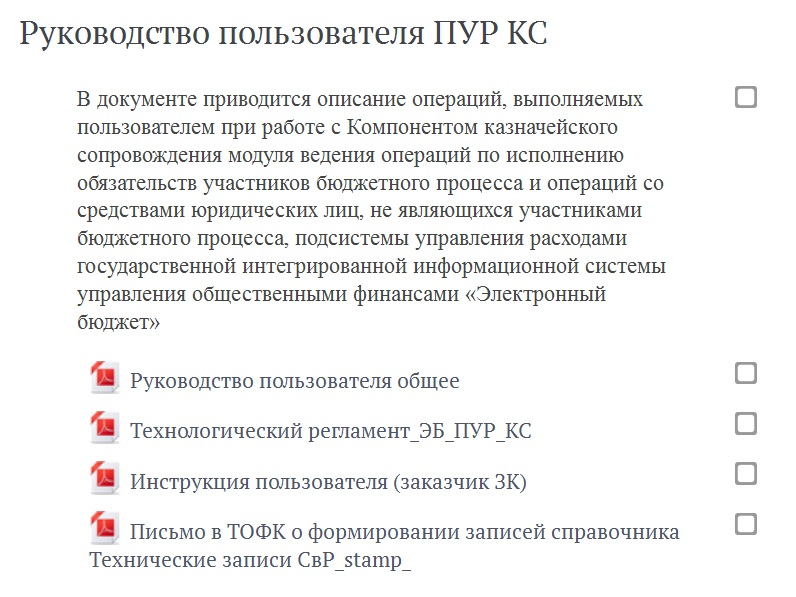 Руководство пользователя ПУР КС
В документе приводится описание операций, выполняемых
пользователем при работе с Компонентом казначейского
сопровождения модуля ведения операций по исполнению
обязательств участников бюджетного процесса и операций со
средствами юридических лиц, не являющихся участниками
бюджетного процесса, подсистемы управления расходами
государственной интегрированной информационной системы
управления общественными финансами «Электронный
бюджет»
Руководство пользователя общее
Технологический регламент_ЭБ_ПУР_КС
Инструкция пользователя (заказчик ЗК)
Письмо в ТОФК о формировании записей справочника
Технические записи СвР_stamp_